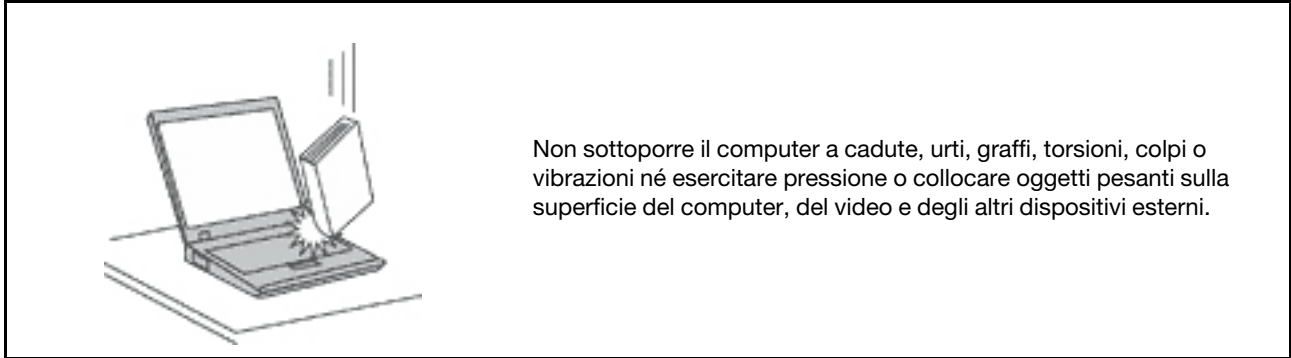 Non sottoporre il computer a cadute, urti, graffi, torsioni, colpi o
vibrazioni né esercitare pressione o collocare oggetti pesanti sulla
superficie del computer, del video e degli altri dispositivi esterni.